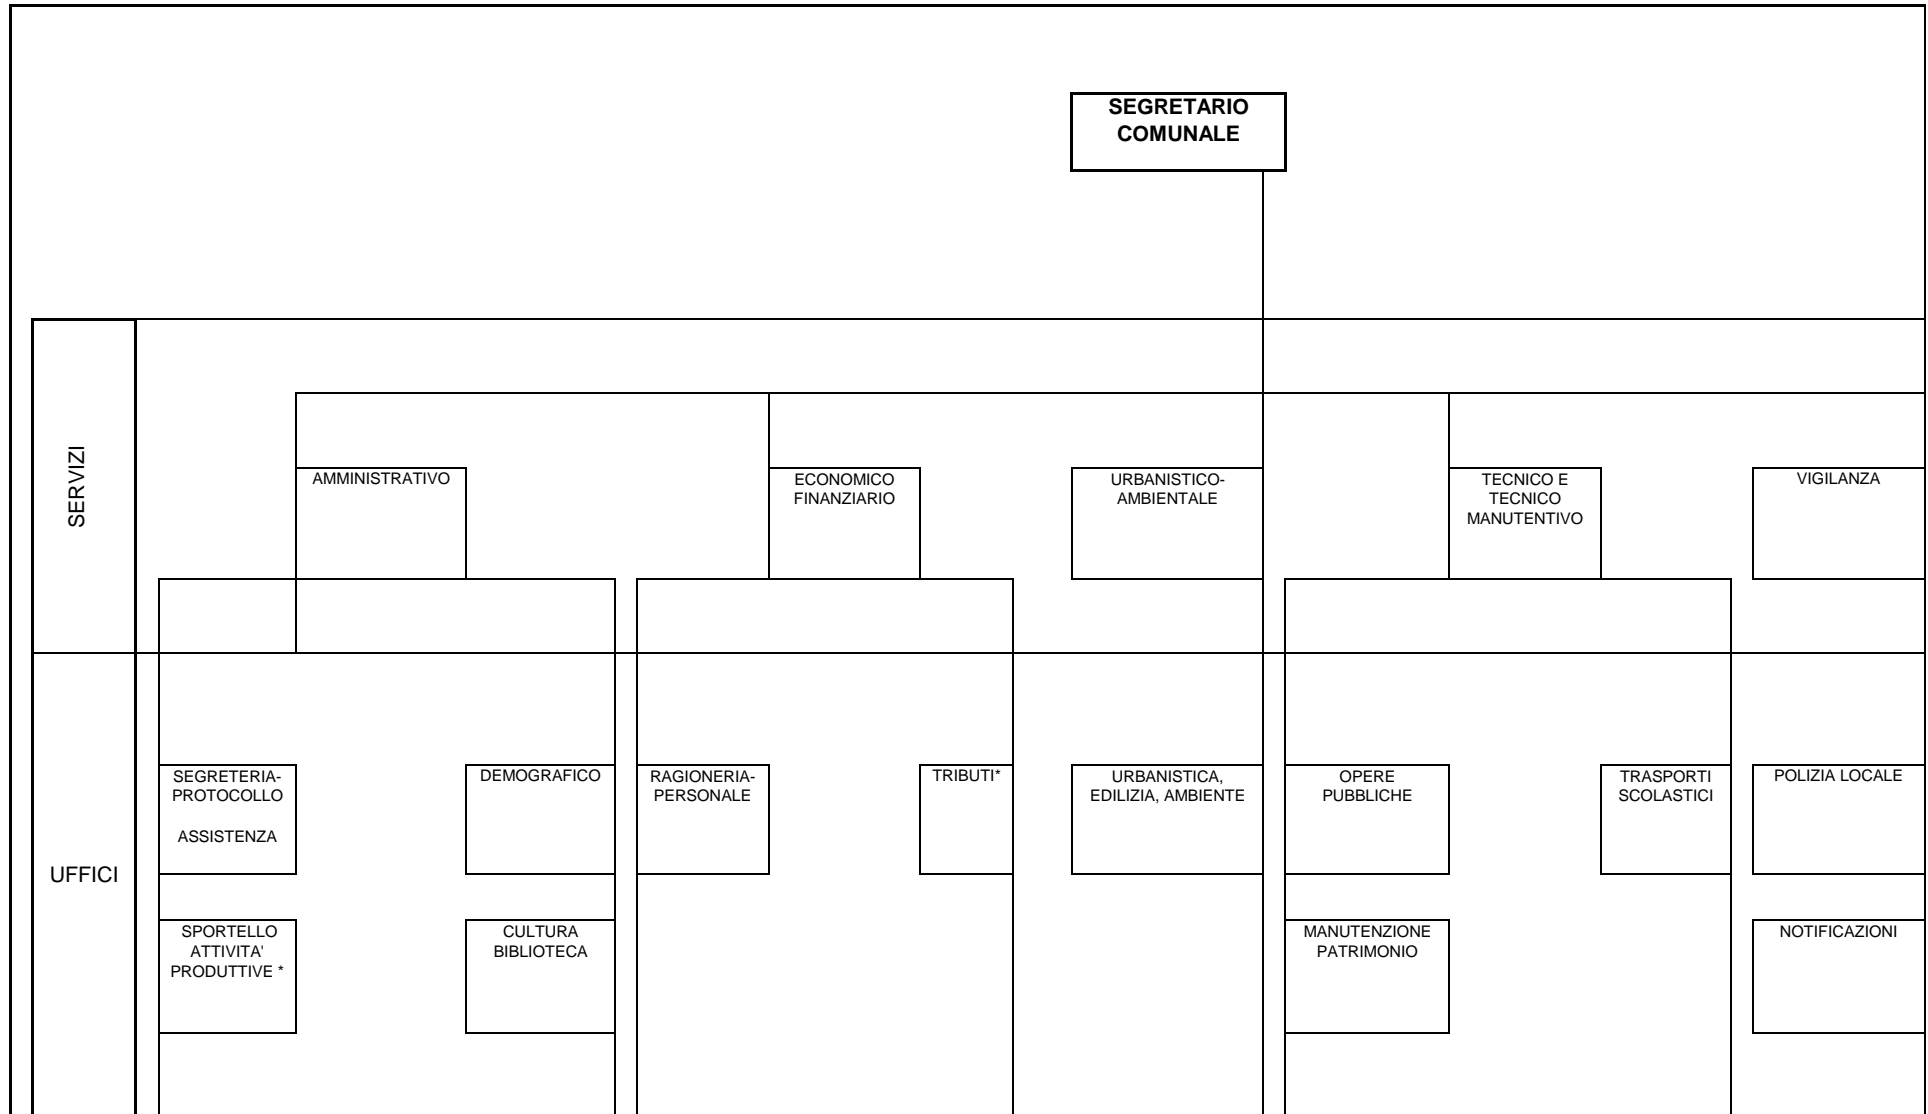 SEGRETARIO
COMUNALE
SERVIZI
AMMINISTRATIVO
ECONOMICO
FINANZIARIO
URBANISTICO-
AMBIENTALE
TECNICO E
TECNICO
MANUTENTIVO
VIGILANZA
UFFICI
SEGRETERIA-
PROTOCOLLO
ASSISTENZA
DEMOGRAFICO
RAGIONERIA-
PERSONALE
TRIBUTI*
URBANISTICA,
EDILIZIA, AMBIENTE
OPERE
PUBBLICHE
TRASPORTI
SCOLASTICI
POLIZIA LOCALE
SPORTELLO
ATTIVITA'
PRODUTTIVE *
CULTURA
BIBLIOTECA
MANUTENZIONE
PATRIMONIO
NOTIFICAZIONI